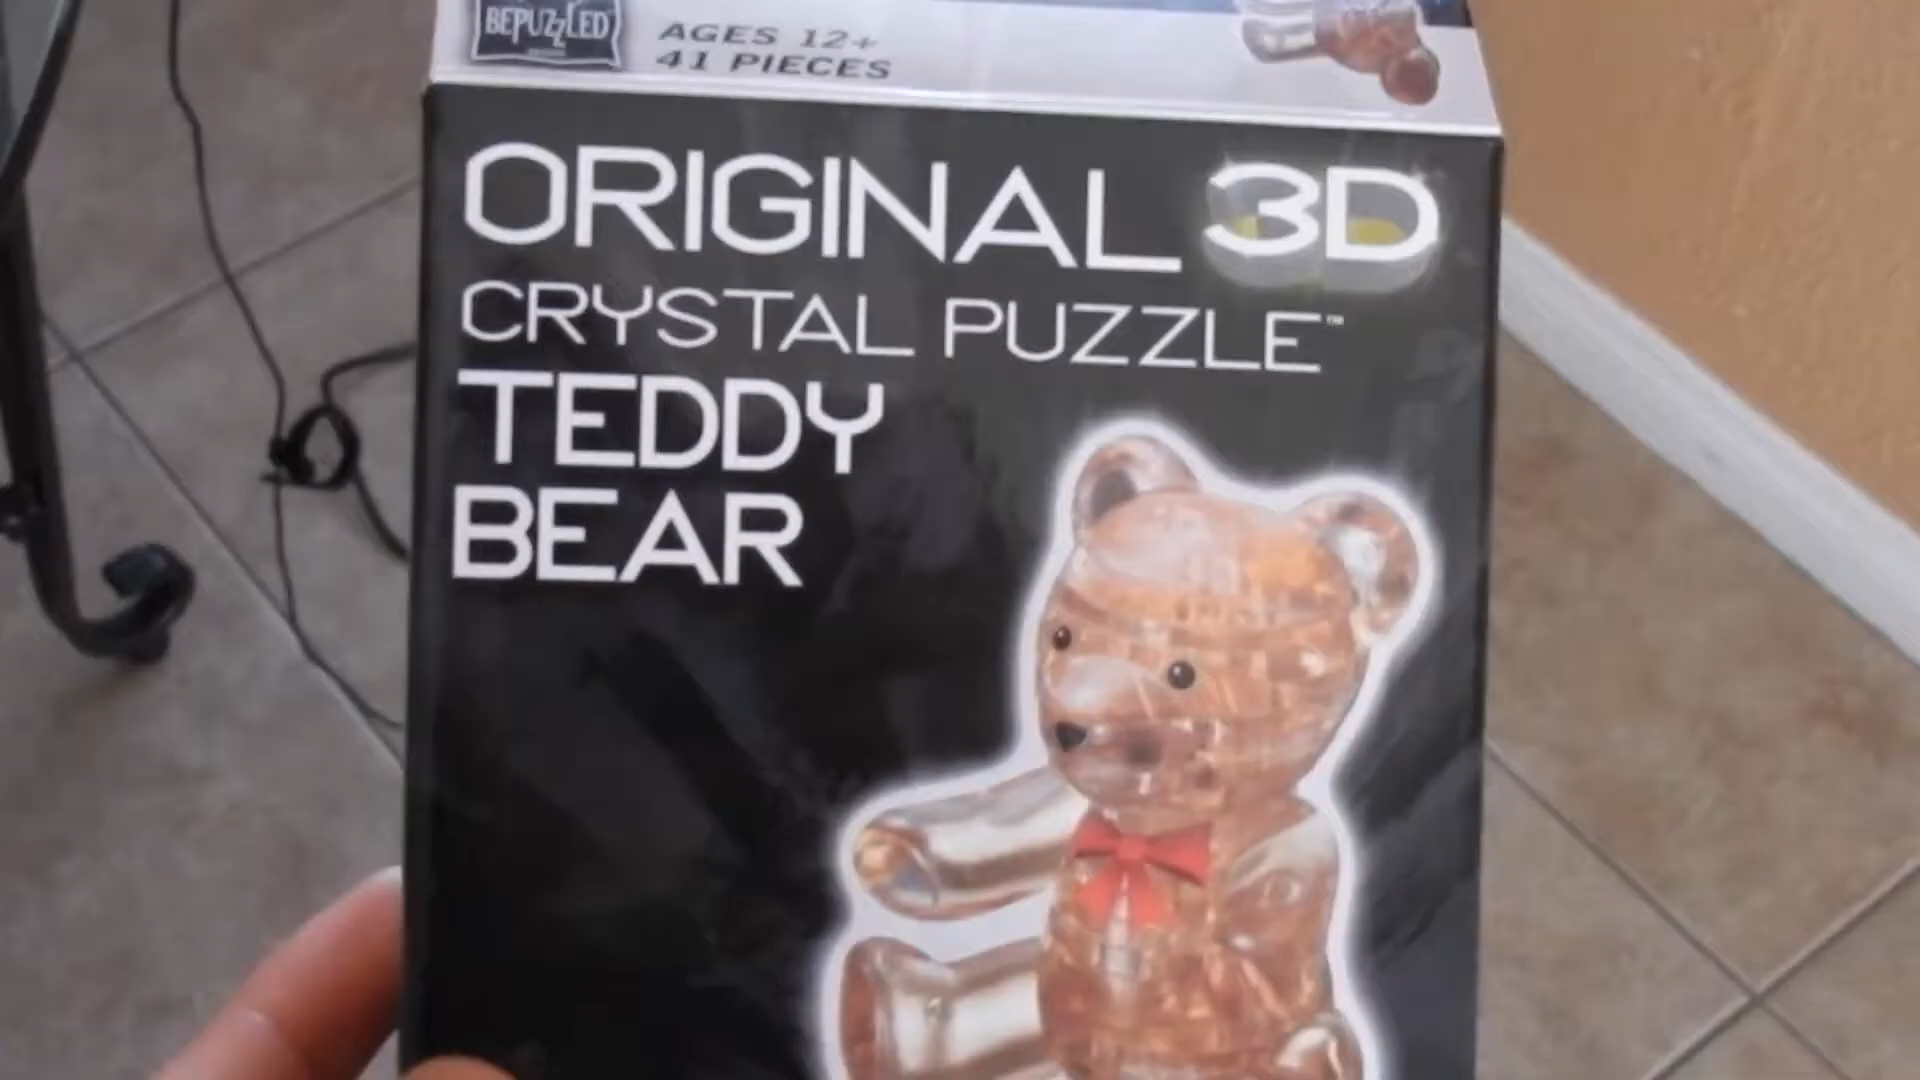 BEPUZZLED
AGES 12+
41 PIECES
ORIGINAL 3D
CRYSTAL PUZZLE™
TEDDY
BEAR